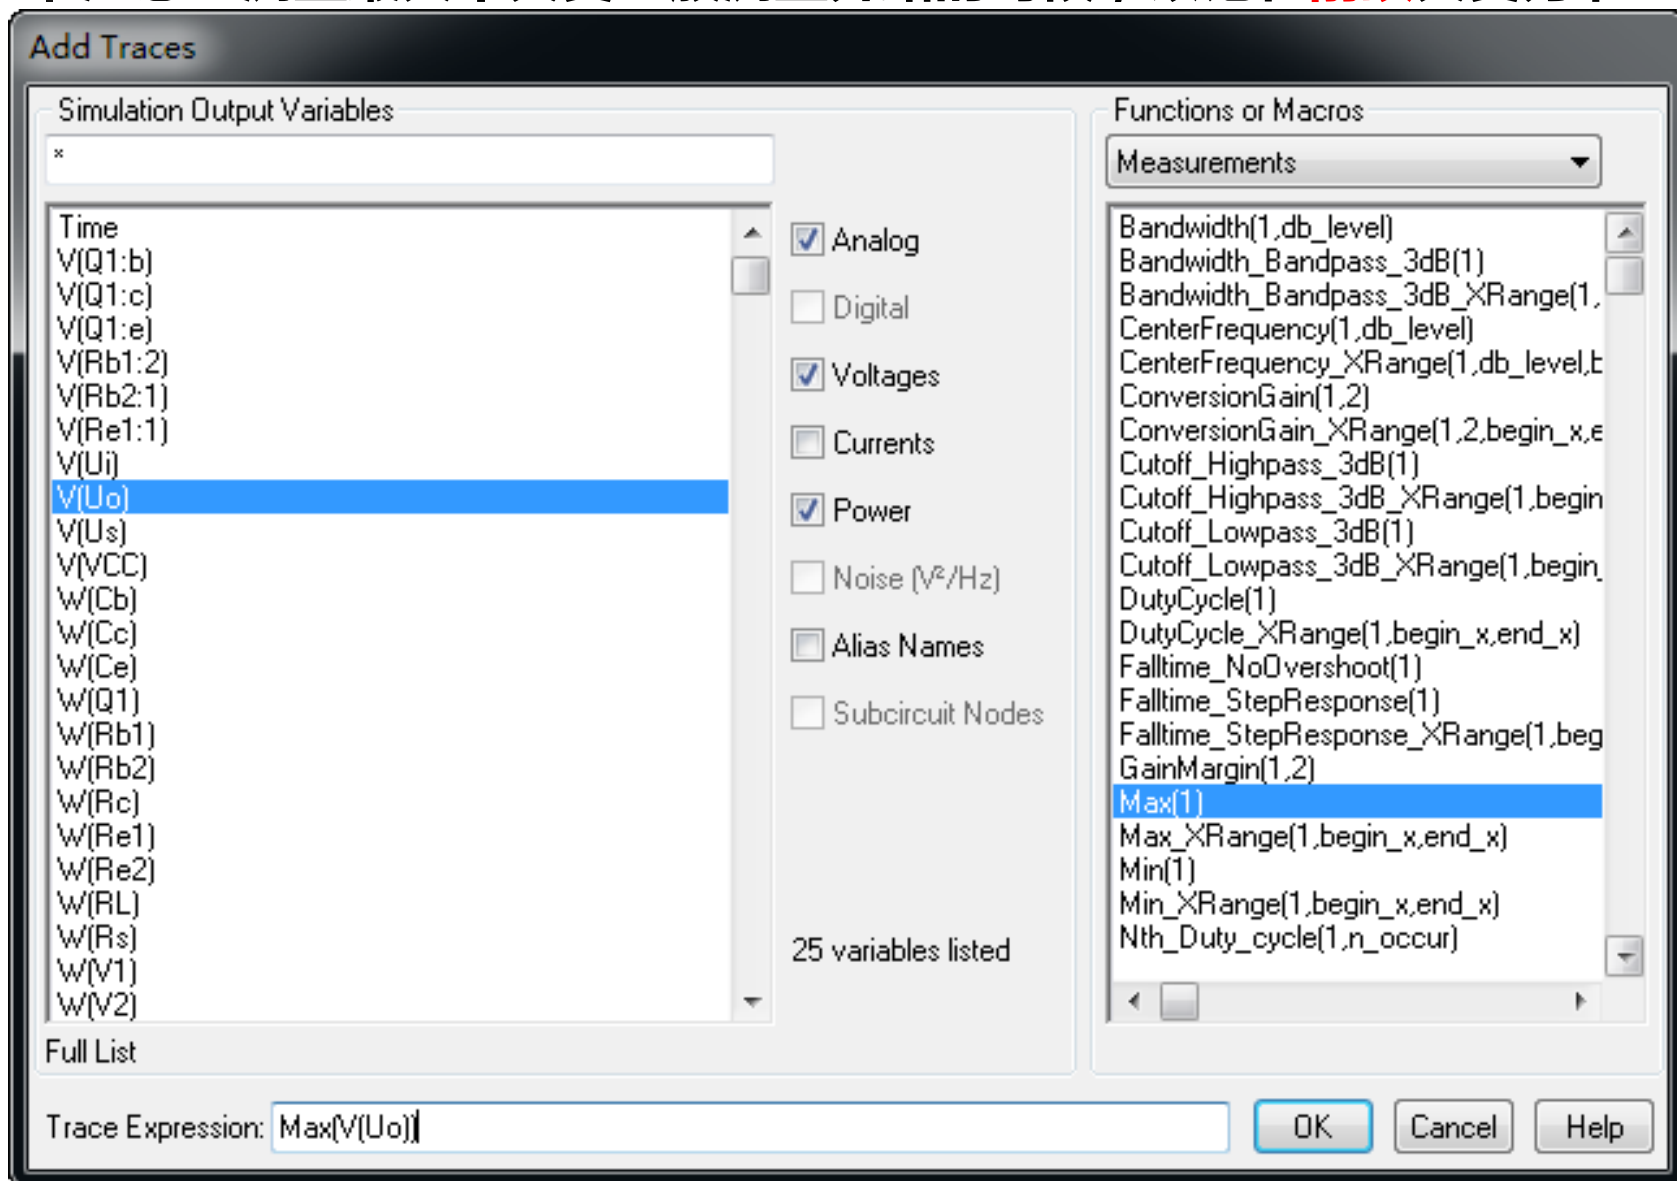 Add Traces
Simulation Output Variables
*
Time
V(Q1:b)
V(Q1:c)
V(Q1:e)
V(Rb1:2)
V(Rb2:1)
V(Re1:1)
V(Ui)
V(Uo)
V(Us)
V(VCC)
W(Cb)
W(Cc)
W(Ce)
W(Q1)
W(Rb1)
W(Rb2)
W(Rc)
W(Re1)
W(Re2)
W(RL)
W(Rs)
W(V1)
W(V2)
Full List
Analog
Digital
Voltages
Currents
Power
Noise (V²/Hz)
Alias Names
Subcircuit Nodes
25 variables listed
Functions or Macros
Measurements
Bandwidth(1,db_level)
Bandwidth_Bandpass_3dB(1)
Bandwidth_Bandpass_3dB_XRange(1,
CenterFrequency(1,db_level)
CenterFrequency_XRange(1,db_level,b
ConversionGain(1,2)
ConversionGain_XRange(1,2,begin_x,e
Cutoff_Highpass_3dB(1)
Cutoff_Highpass_3dB_XRange(1,begin
Cutoff_Lowpass_3dB(1)
Cutoff_Lowpass_3dB_XRange(1,begin_
DutyCycle(1)
DutyCycle_XRange(1,begin_x,end_x)
Falltime_NoOvershoot(1)
Falltime_StepResponse(1)
Falltime_StepResponse_XRange(1,beg
GainMargin(1,2)
Max(1)
Max_XRange(1,begin_x,end_x)
Min(1)
Min_XRange(1,begin_x,end_x)
Nth_Duty_cycle(1,n_occur)
Trace Expression: Max(V(Uo))
OK
Cancel
Help